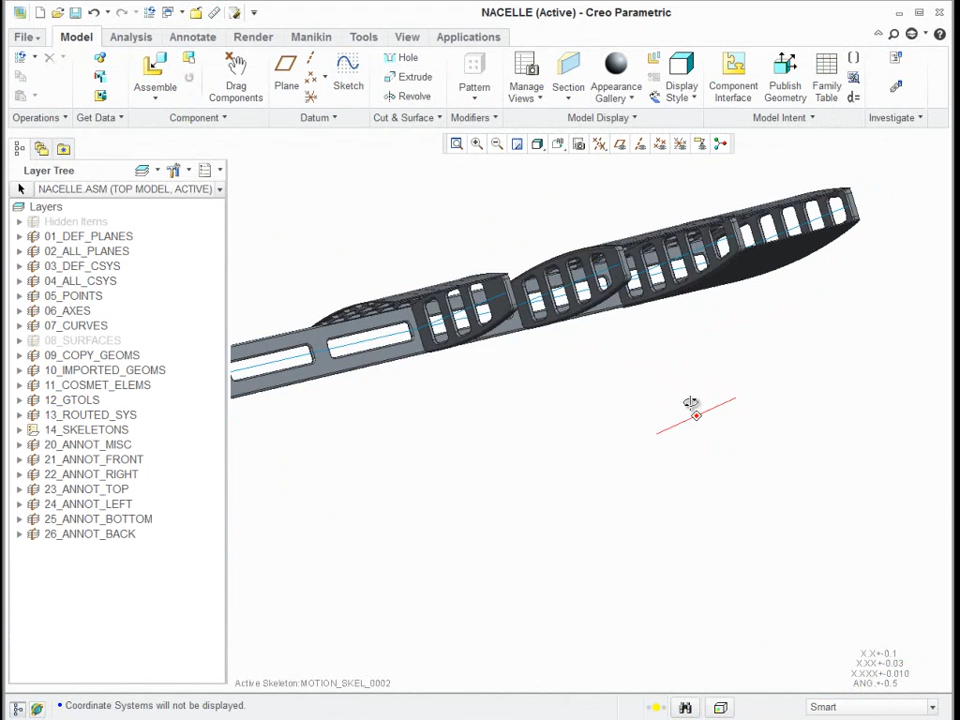 NACELLE (Active) - Creo Parametric
File Model Analysis Annotate Render Manikin Tools View Applications
Assemble
Drag Components
Plane
Sketch
Hole
Extrude
Revolve
Pattern
Manage Views
Section
Appearance Gallery
Display Style
Component Interface
Publish Geometry
Family Table
Operations Get Data Component Datum Cut & Surface Modifiers Model Display Model Intent Investigate
Layer Tree
NACELLE.ASM (TOP MODEL, ACTIVE)
Layers
Hidden Items
01_DEF_PLANES
02_ALL_PLANES
03_DEF_CSYS
04_ALL_CSYS
05_POINTS
06_AXES
07_CURVES
08_SURFACES
09_COPY_GEOMS
10_IMPORTED_GEOMS
11_COSMET_ELEMS
12_GTOLS
13_ROUTED_SYS
14_SKELETONS
20_ANNOT_MISC
21_ANNOT_FRONT
22_ANNOT_RIGHT
23_ANNOT_TOP
24_ANNOT_LEFT
25_ANNOT_BOTTOM
26_ANNOT_BACK
X.X+-0.1
X.XX+-0.03
X.XXX+-0.010
ANG.+-0.5
Active Skeleton:MOTION_SKEL_0002
• Coordinate Systems will not be displayed.
Smart